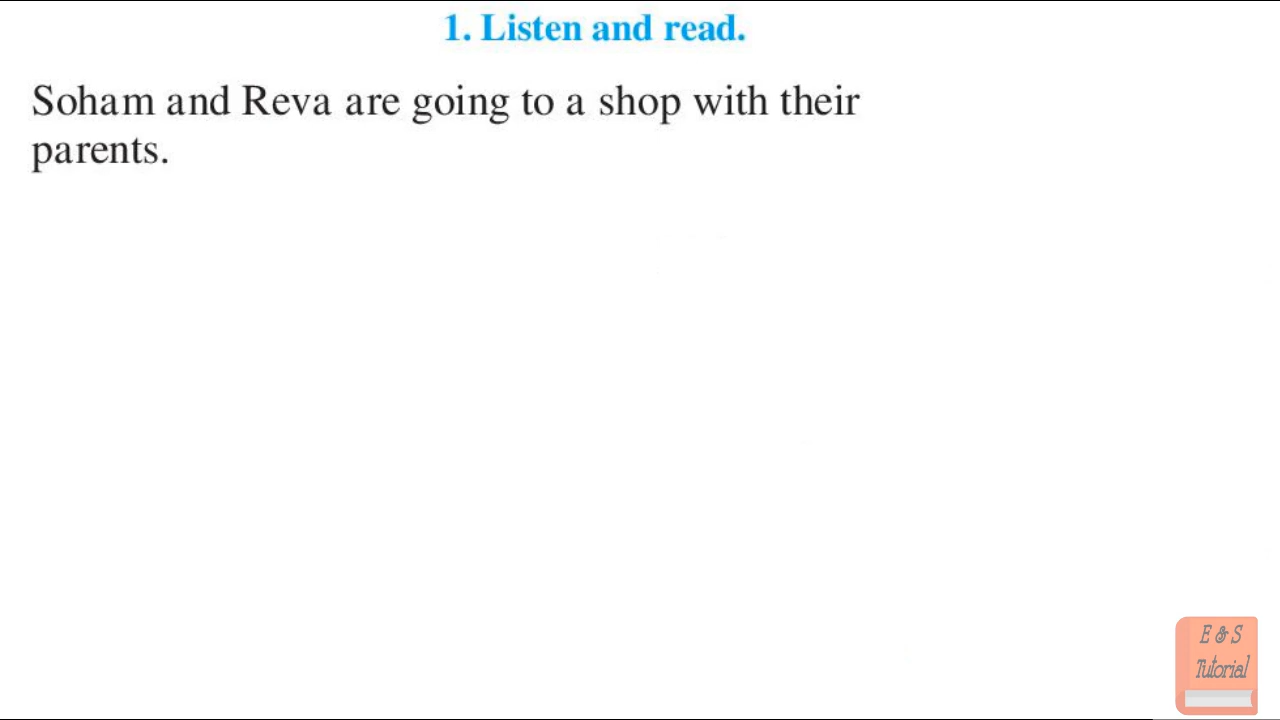 1. Listen and read.
Soham and Reva are going to a shop with their
parents.
E & S
Tutorial